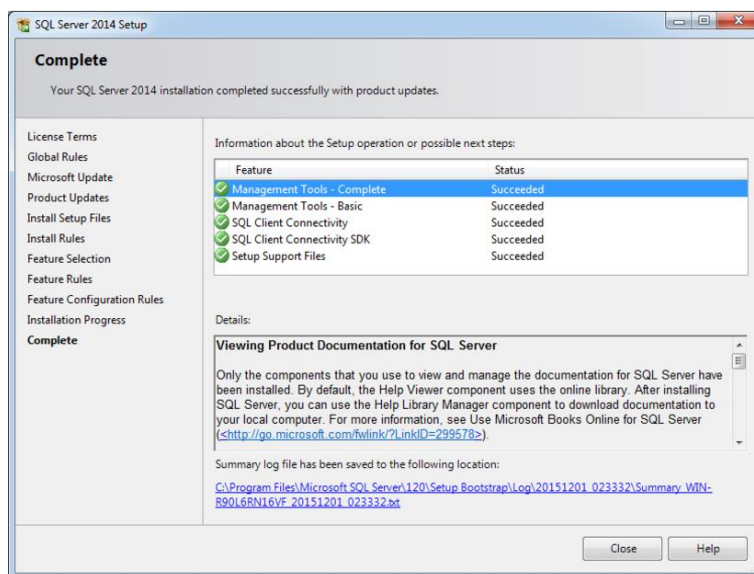 SQL Server 2014 Setup
Complete
Your SQL Server 2014 installation completed successfully with product updates.
License Terms
Global Rules
Microsoft Update
Product Updates
Install Setup Files
Install Rules
Feature Selection
Feature Rules
Feature Configuration Rules
Installation Progress
Complete
Information about the Setup operation or possible next steps:
Feature Status
Management Tools - Complete Succeeded
Management Tools - Basic Succeeded
SQL Client Connectivity Succeeded
SQL Client Connectivity SDK Succeeded
Setup Support Files Succeeded
Details:
Viewing Product Documentation for SQL Server
Only the components that you use to view and manage the documentation for SQL Server have
been installed. By default, the Help Viewer component uses the online library. After installing
SQL Server, you can use the Help Library Manager component to download documentation to
your local computer. For more information, see Use Microsoft Books Online for SQL Server
(<http://go.microsoft.com/fwlink/?LinkID=299578>).
Summary log file has been saved to the following location:
C:\Program Files\Microsoft SQL Server\120\Setup Bootstrap\Log\20151201_023332\Summary_WIN-
R90L6RN16VF_20151201_023332.txt
Close
Help